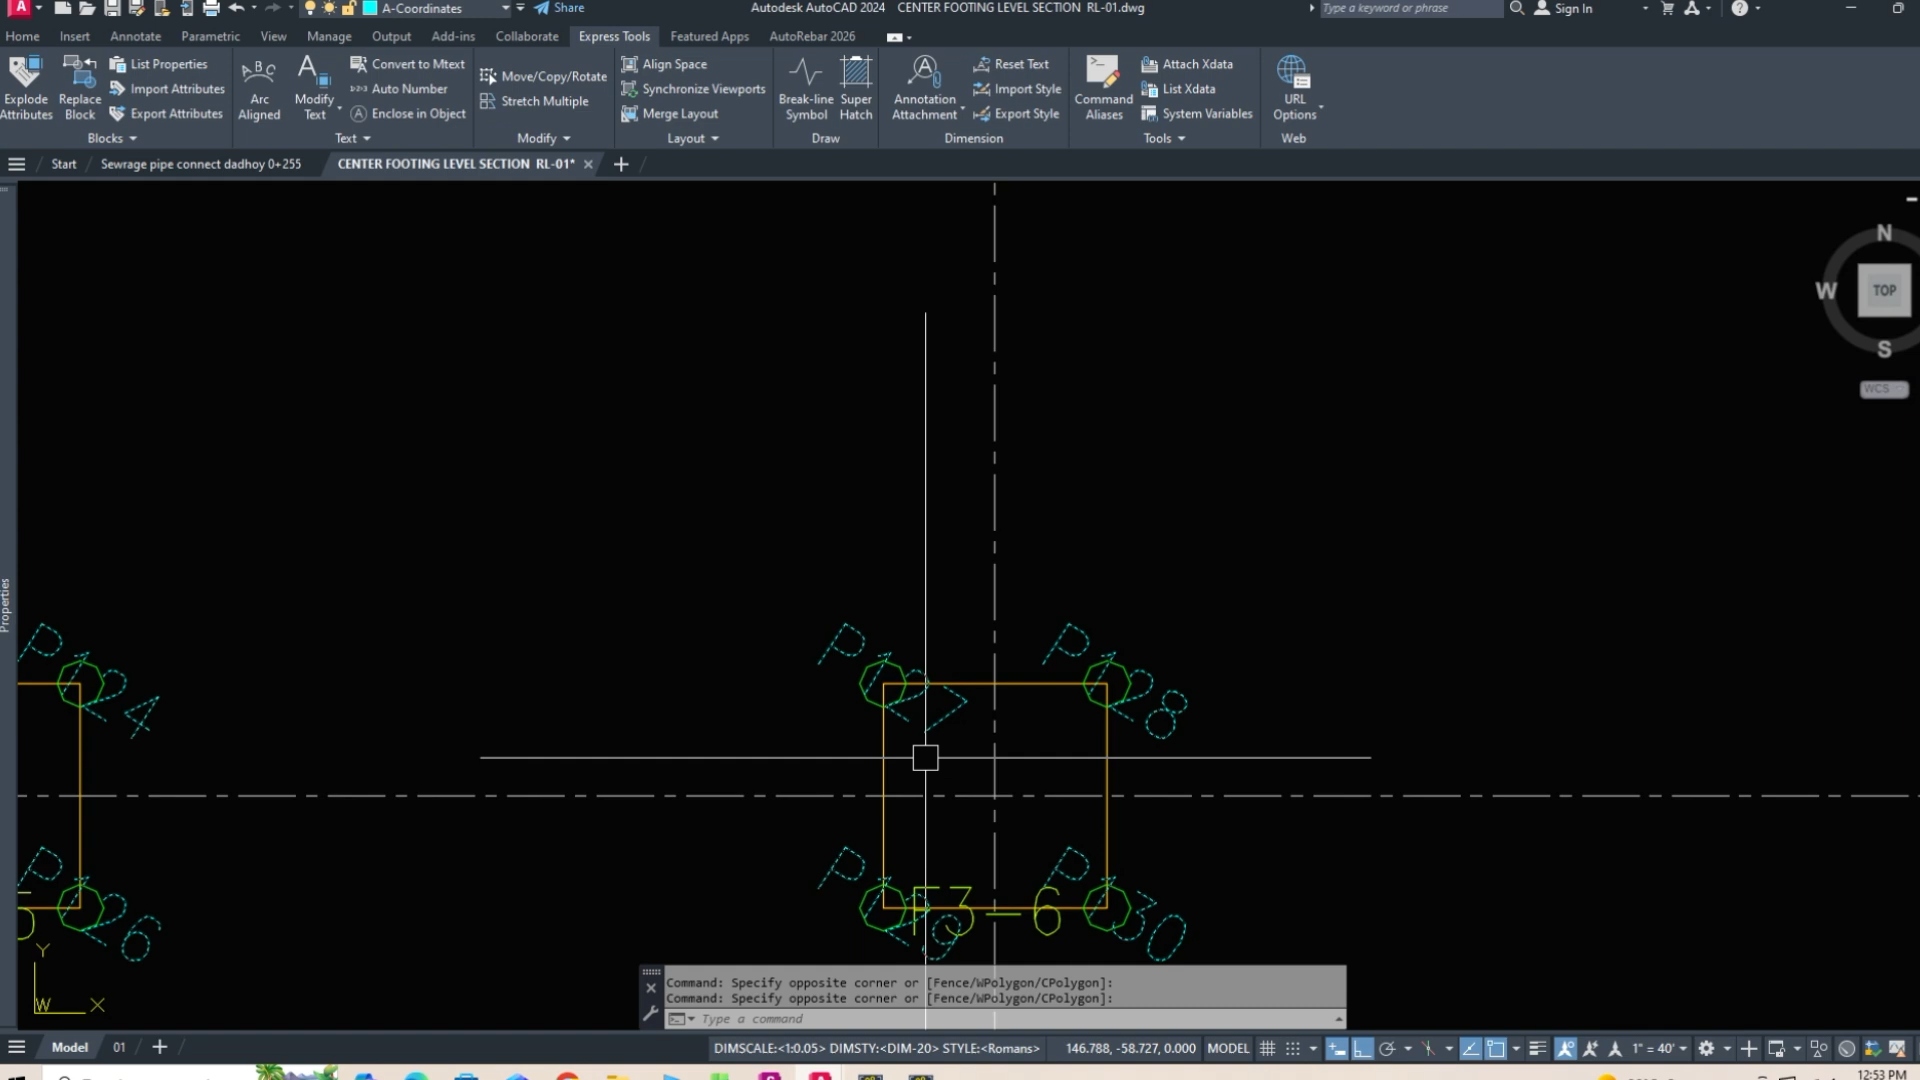 A-Coordinates
Share
Autodesk AutoCAD 2024 CENTER FOOTING LEVEL SECTION RL-01.dwg
Type a keyword or phrase
Sign In
Home Insert Annotate Parametric View Manage Output Add-ins Collaborate Express Tools Featured Apps AutoRebar 2026
Explode Attributes
Replace Block
List Properties
Import Attributes
Export Attributes
Blocks
Arc Aligned
Modify Text
Convert to Mtext
Auto Number
Enclose in Object
Text
Move/Copy/Rotate
Stretch Multiple
Modify
Align Space
Synchronize Viewports
Merge Layout
Layout
Break-line Symbol
Super Hatch
Draw
Annotation Attachment
Reset Text
Import Style
Export Style
Dimension
Command Aliases
Attach Xdata
List Xdata
System Variables
Tools
URL Options
Web
Start
Sewrage pipe connect dadhoy 0+255
CENTER FOOTING LEVEL SECTION RL-01*
N
W
TOP
S
WCS
Properties
P124
P127
P128
P126
P129
P130
F3-6
Y
W
X
Command: Specify opposite corner or [Fence/WPolygon/CPolygon]:
Command: Specify opposite corner or [Fence/WPolygon/CPolygon]:
Type a command
Model
01
DIMSCALE:<1:0.05> DIMSTY:<DIM-20> STYLE:<Romans>
146.788, -58.727, 0.000
MODEL
1" = 40'
12:53 PM